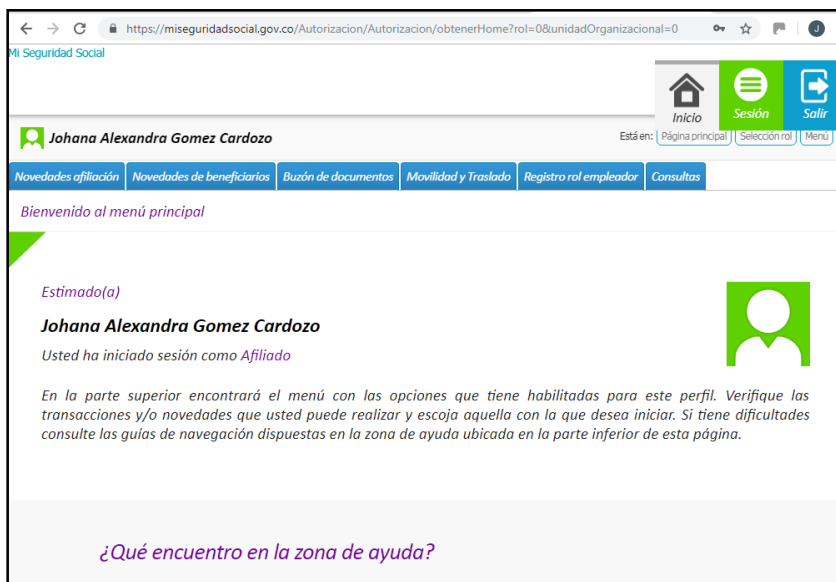 https://miseguridadsocial.gov.co/Autorizacion/Autorizacion/obtenerHome?rol=0&unidadOrganizacional=0
J
Mi Seguridad Social
Inicio
Sesión
Salir
Johana Alexandra Gomez Cardozo
Está en: Página principal Selección rol Menú
Novedades afiliación Novedades de beneficiarios Buzón de documentos Movilidad y Traslado Registro rol empleador Consultas
Bienvenido al menú principal
Estimado(a)
Johana Alexandra Gomez Cardozo
Usted ha iniciado sesión como Afiliado
En la parte superior encontrará el menú con las opciones que tiene habilitadas para este perfil. Verifique las
transacciones y/o novedades que usted puede realizar y escoja aquella con la que desea iniciar. Si tiene dificultades
consulte las guías de navegación dispuestas en la zona de ayuda ubicada en la parte inferior de esta página.
¿Qué encuentro en la zona de ayuda?